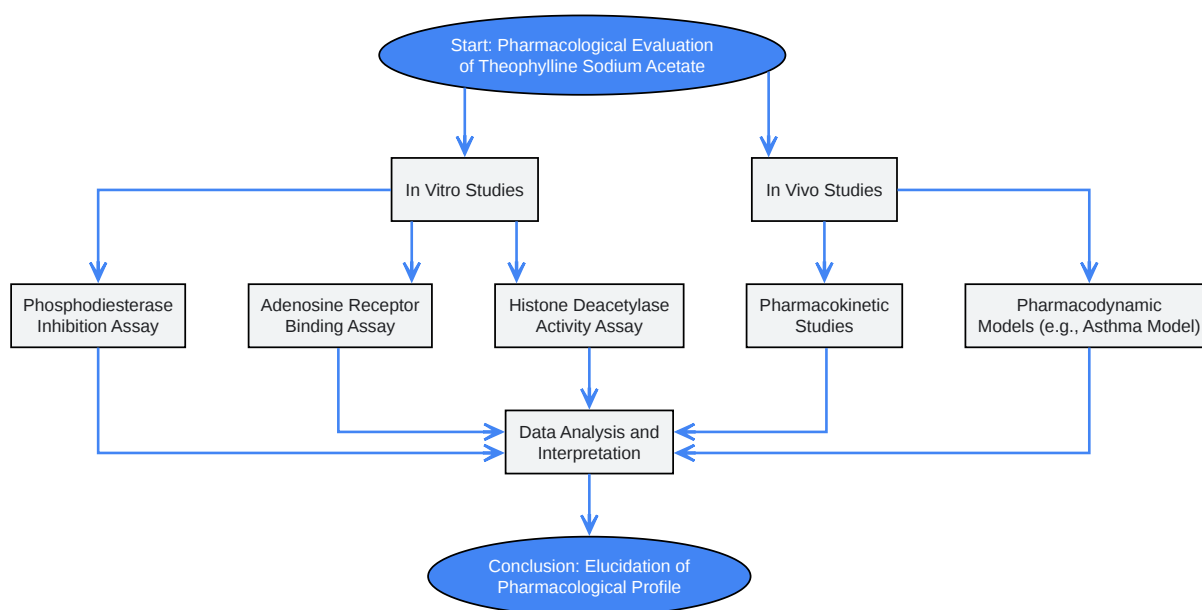 Start: Pharmacological Evaluation
of Theophylline Sodium Acetate
In Vitro Studies
In Vivo Studies
Phosphodiesterase
Inhibition Assay
Adenosine Receptor
Binding Assay
Histone Deacetylase
Activity Assay
Pharmacokinetic
Studies
Pharmacodynamic
Models (e.g., Asthma Model)
Data Analysis and
Interpretation
Conclusion: Elucidation of
Pharmacological Profile